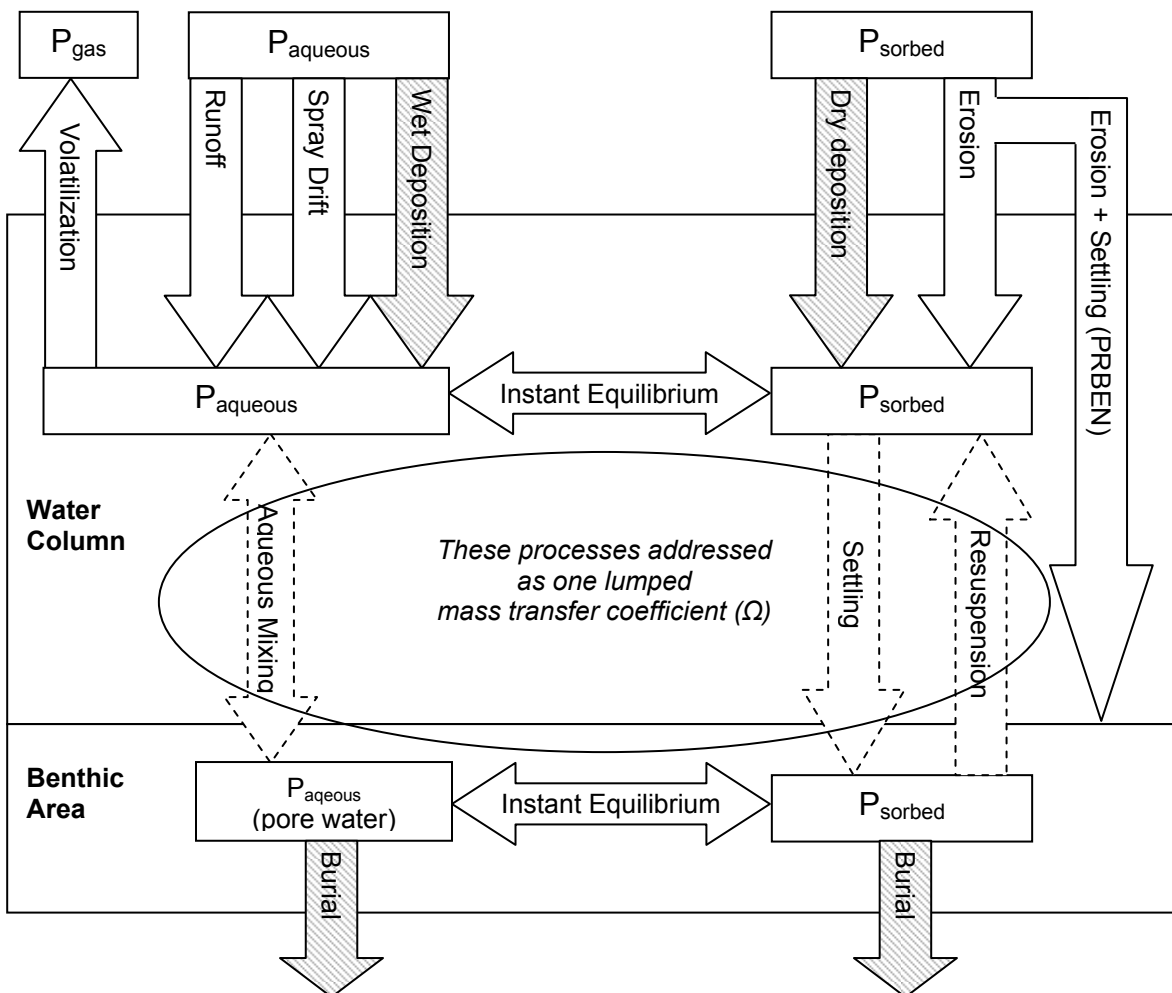 Pgas
Paqueous
Psorbed
Volatilization
Runoff
Spray Drift
Wet Deposition
Dry deposition
Erosion
Erosion + Settling (PRBEN)
Paqueous
Instant Equilibrium
Psorbed
Water
Column
Aqueous Mixing
These processes addressed
as one lumped
mass transfer coefficient (Ω)
Settling
Resuspension
Benthic
Area
Paqeous
(pore water)
Instant Equilibrium
Psorbed
Burial
Burial